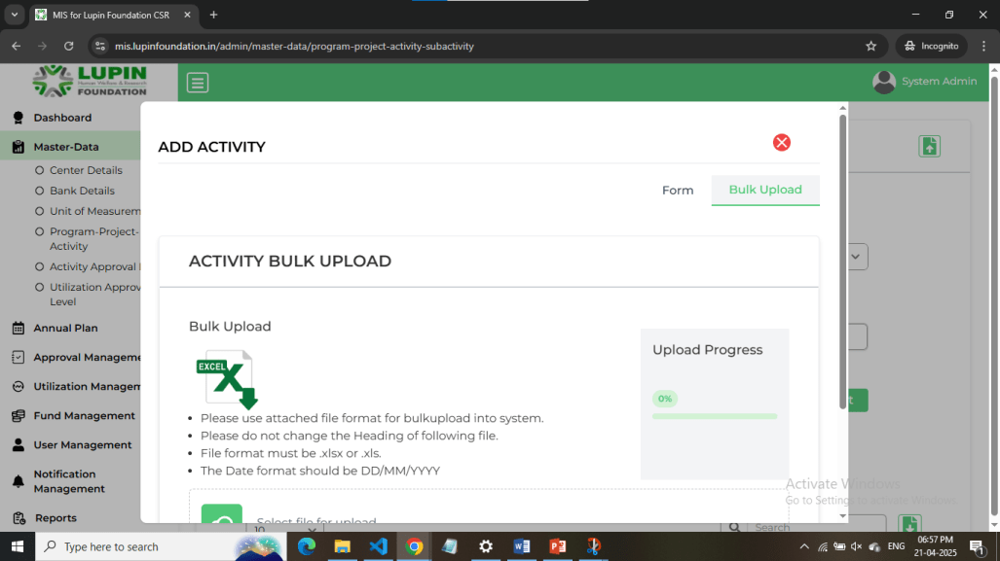 MIS for Lupin Foundation CSR
mis.lupinfoundation.in/admin/master-data/program-project-activity-subactivity
Incognito
LUPIN
Human Welfare & Research
FOUNDATION
System Admin
Dashboard
Master-Data
Center Details
Bank Details
Unit of Measurem
Program-Project-
Activity
Activity Approval
Utilization Approv
Level
Annual Plan
Approval Manageme
Utilization Managem
Fund Management
User Management
Notification
Management
Reports
ADD ACTIVITY
Form
Bulk Upload
ACTIVITY BULK UPLOAD
Bulk Upload
EXCEL
X
Please use attached file format for bulkupload into system.
Please do not change the Heading of following file.
File format must be .xlsx or .xls.
The Date format should be DD/MM/YYYY
Upload Progress
0%
Select file for upload
10
Search
t
Activate Windows
Go to Settings to activate Windows.
Type here to search
ENG
06:57 PM
21-04-2025
1